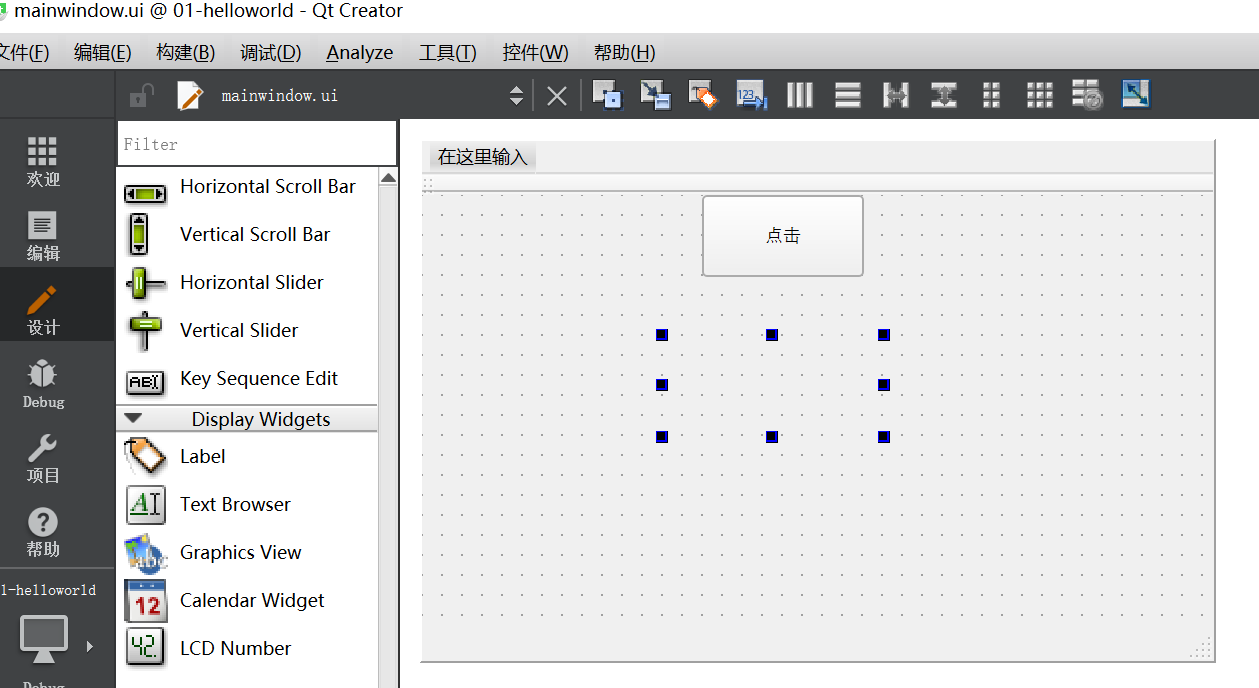 mainwindow.ui @ 01-helloworld - Qt Creator
文件(F) 编辑(E) 构建(B) 调试(D) Analyze 工具(T) 控件(W) 帮助(H)
mainwindow.ui
欢迎
编辑
设计
Debug
项目
帮助
1-helloworld
Debug
Filter
Horizontal Scroll Bar
Vertical Scroll Bar
Horizontal Slider
Vertical Slider
Key Sequence Edit
Display Widgets
Label
Text Browser
Graphics View
Calendar Widget
LCD Number
在这里输入
点击